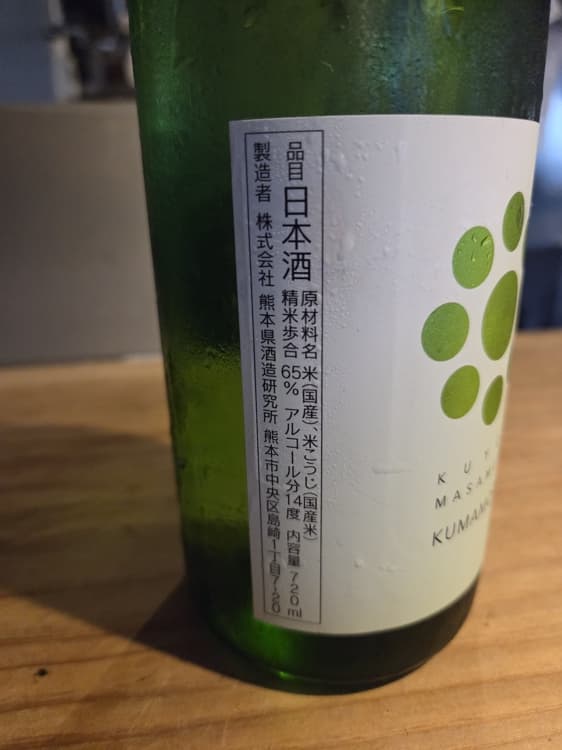 品目 日本酒
原材料名 米(国産)、米こうじ(国産米)
精米歩合 65% アルコール分14度 内容量 720ml
製造者 株式会社 熊本県酒造研究所 熊本市中央区島崎1丁目7-20
KUMAM